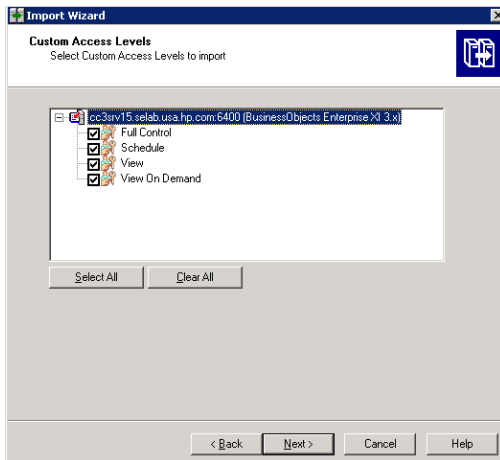 Import Wizard
Custom Access Levels
Select Custom Access Levels to import
cc3srv15.selab.usa.hp.com:6400 (BusinessObjects Enterprise XI 3.x)
Full Control
Schedule
View
View On Demand
Select All
Clear All
< Back
Next >
Cancel
Help